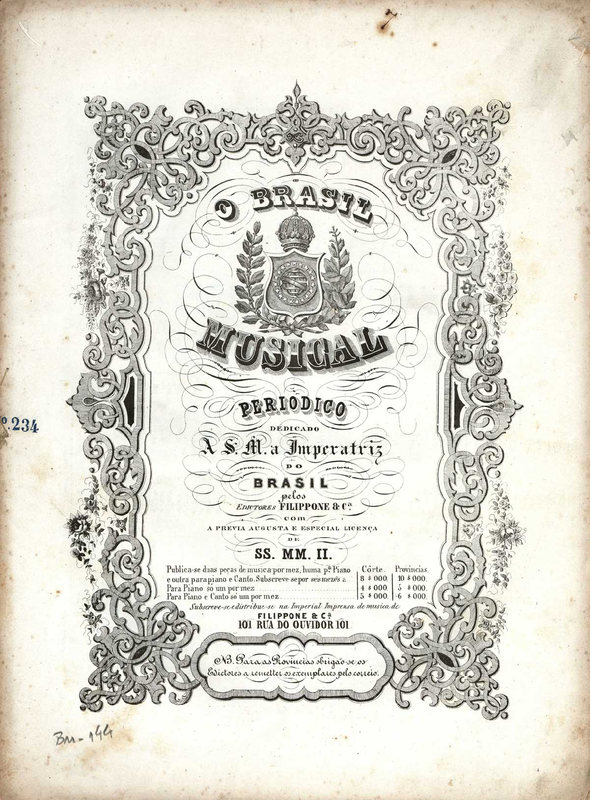 O BRASIL
MUSICAL
PERIODICO
DEDICADO
A S. M. a Imperatriz
DO
BRASIL
pelos
EDICTORES FILIPPONE & Cª
com
A PREVIA AUGUSTA E ESPECIAL LICENÇA
DE
SS. MM. II.
Publica-se duas peças de musica por mez, huma pª Piano
e outra para piano e Canto. Subscreve-se por seis mezes a
Côrte. Provincias.
8 $ 000. 10 $ 000.
Para Piano só um por mez 4 $ 000. 5 $ 000.
Para Piano e Canto só um por mez 5 $ 000. 6 $ 000.
Subscreve-se e distribue-se na Imperial Imprensa de musica de
FILIPPONE & Cª
101 RUA DO OUVIDOR 101
NB. Para as Provincias obrigão-se os
Edictores a remetter os exemplares pelo correio.
º. 234
Bm-144